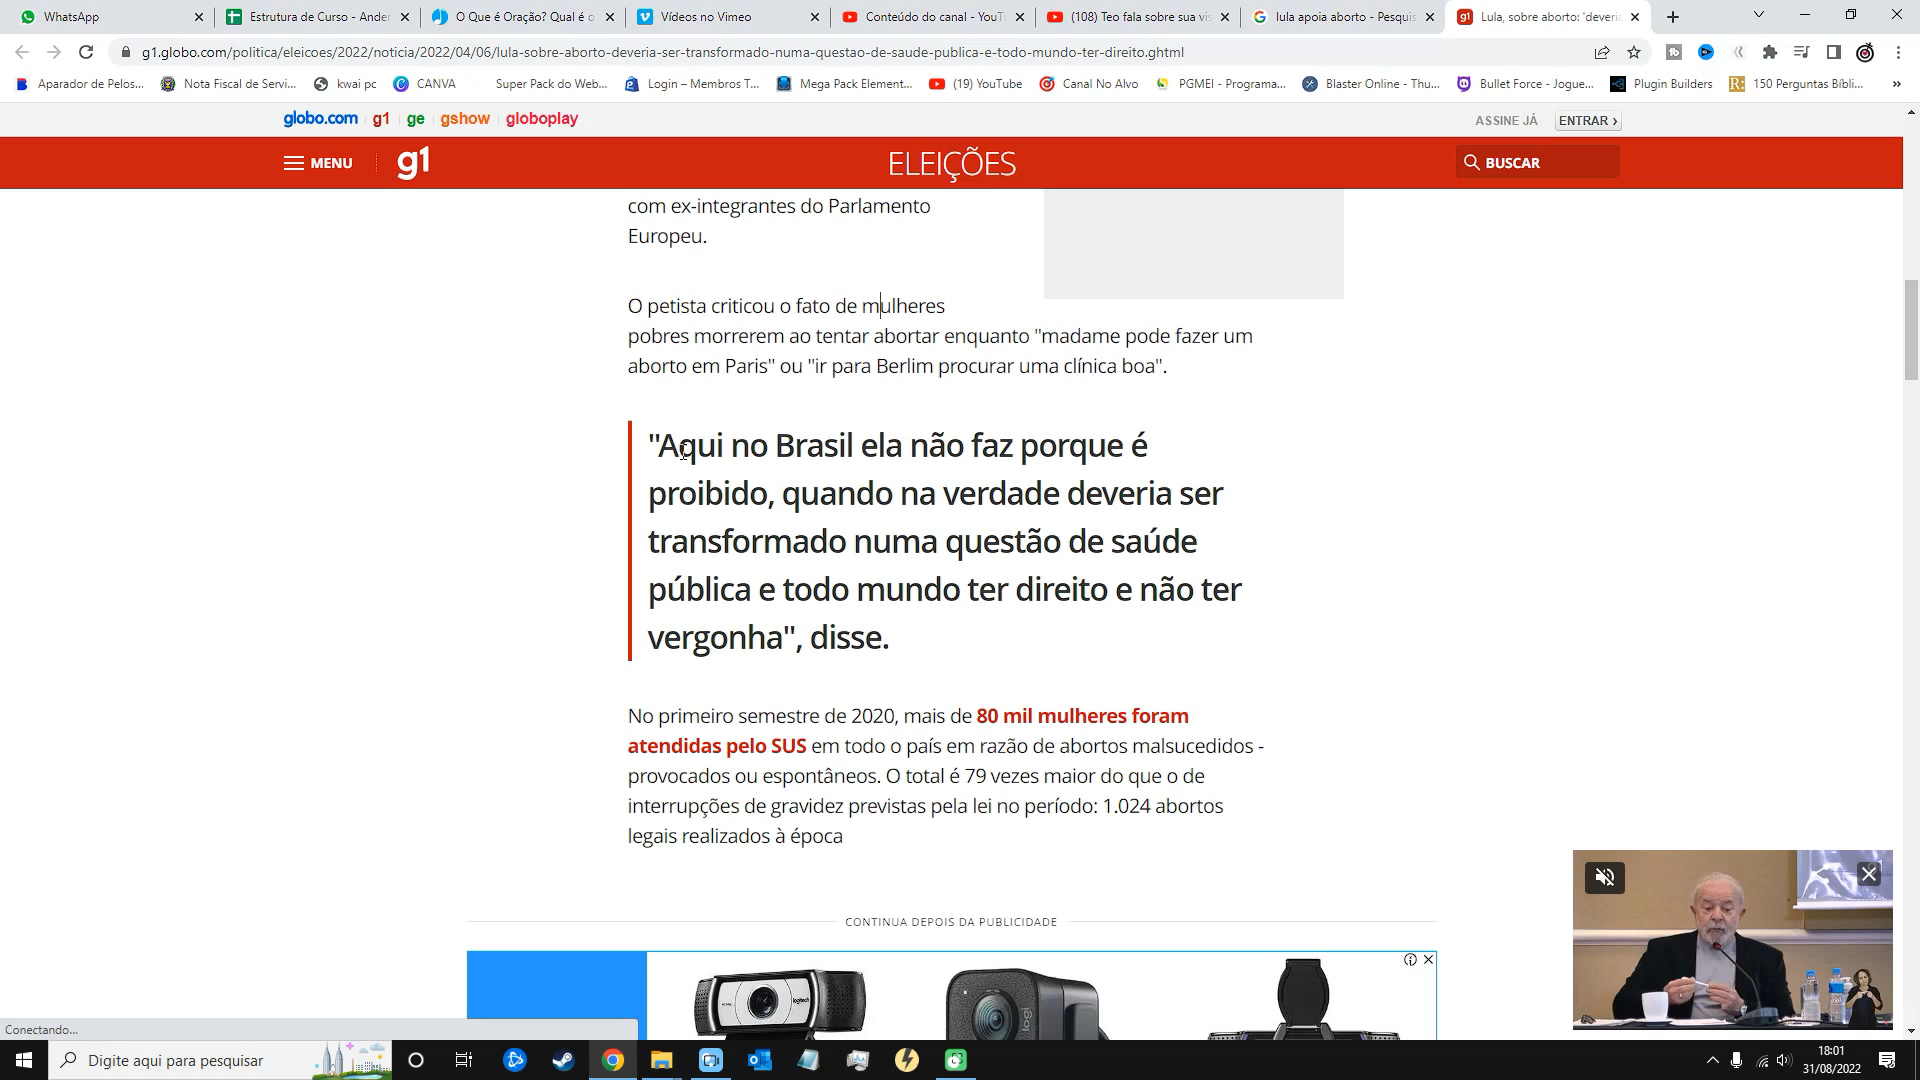 WhatsApp
Estrutura de Curso - Ander
O Que é Oração? Qual é o
Vídeos no Vimeo
Conteúdo do canal - YouT
(108) Teo fala sobre sua vis
lula apoia aborto - Pesquis
Lula, sobre aborto: 'deveria
g1.globo.com/politica/eleicoes/2022/noticia/2022/04/06/lula-sobre-aborto-deveria-ser-transformado-numa-questao-de-saude-publica-e-todo-mundo-ter-direito.ghtml
Aparador de Pelos...
Nota Fiscal de Servi...
kwai pc
CANVA
Super Pack do Web...
Login – Membros T...
Mega Pack Element...
(19) YouTube
Canal No Alvo
PGMEI - Programa...
Blaster Online - Thu...
Bullet Force - Jogue...
Plugin Builders
150 Perguntas Bíbli...
globo.com g1 ge gshow globoplay
ASSINE JÁ
ENTRAR ›
MENU
g1
ELEIÇÕES
BUSCAR
com ex-integrantes do Parlamento
Europeu.
O petista criticou o fato de mulheres
pobres morrerem ao tentar abortar enquanto "madame pode fazer um
aborto em Paris" ou "ir para Berlim procurar uma clínica boa".
"Aqui no Brasil ela não faz porque é
proibido, quando na verdade deveria ser
transformado numa questão de saúde
pública e todo mundo ter direito e não ter
vergonha", disse.
No primeiro semestre de 2020, mais de 80 mil mulheres foram
atendidas pelo SUS em todo o país em razão de abortos malsucedidos -
provocados ou espontâneos. O total é 79 vezes maior do que o de
interrupções de gravidez previstas pela lei no período: 1.024 abortos
legais realizados à época
CONTINUA DEPOIS DA PUBLICIDADE
logitech
logi
Conectando...
Digite aqui para pesquisar
18:01
31/08/2022